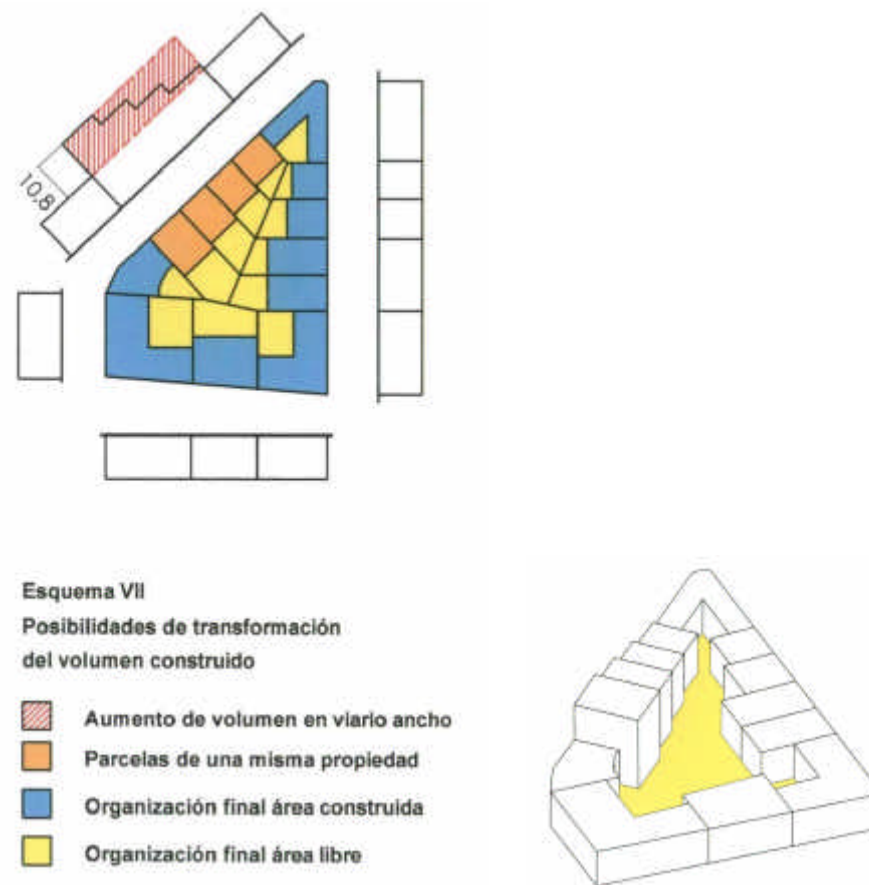 10,8
Esquema VII
Posibilidades de transformación
del volumen construido
Aumento de volumen en viario ancho
Parcelas de una misma propiedad
Organización final área construida
Organización final área libre